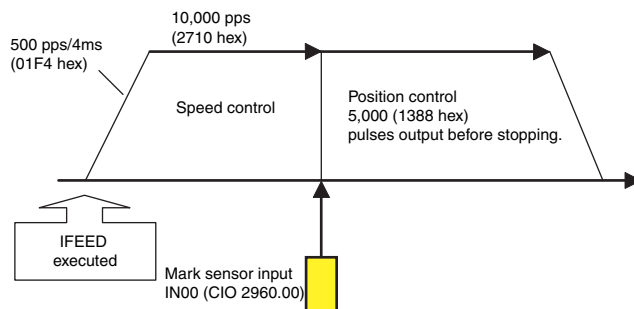 10,000 pps
(2710 hex)
500 pps/4ms
(01F4 hex)
Speed control
Position control
5,000 (1388 hex)
pulses output before stopping.
IFEED
executed
Mark sensor input
IN00 (CIO 2960.00)